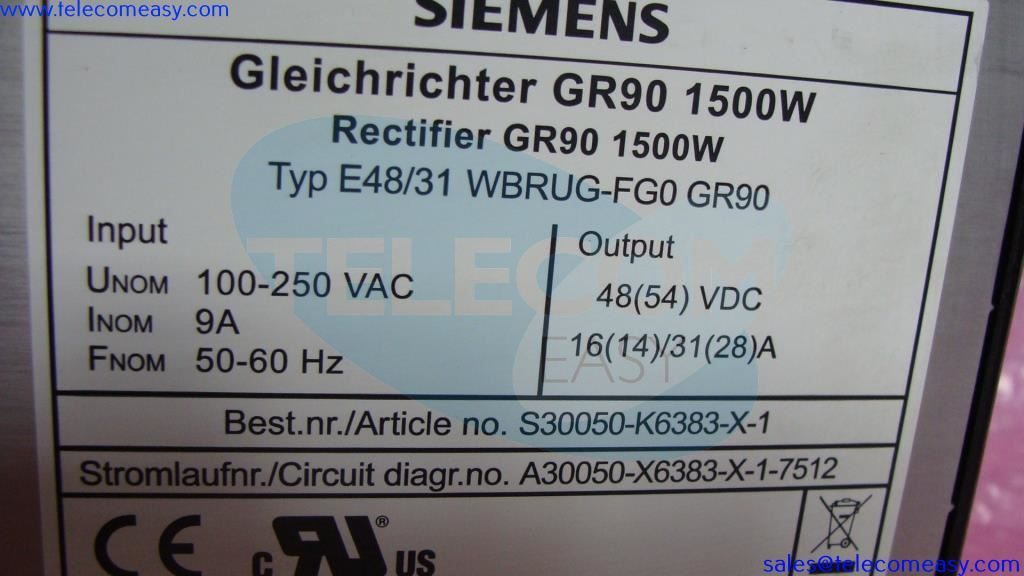 www.telecomeasy.com
SIEMENS
Gleichrichter GR90 1500W
Rectifier GR90 1500W
Typ E48/31 WBRUG-FG0 GR90
Input
UNOM 100-250 VAC
INOM 9A
FNOM 50-60 Hz
Output
48(54) VDC
16(14)/31(28)A
TELECOM
EASY
Best.nr./Article no. S30050-K6383-X-1
Stromlaufnr./Circuit diagr.no. A30050-X6383-X-1-7512
CE
c RU® US
sales@telecomeasy.com